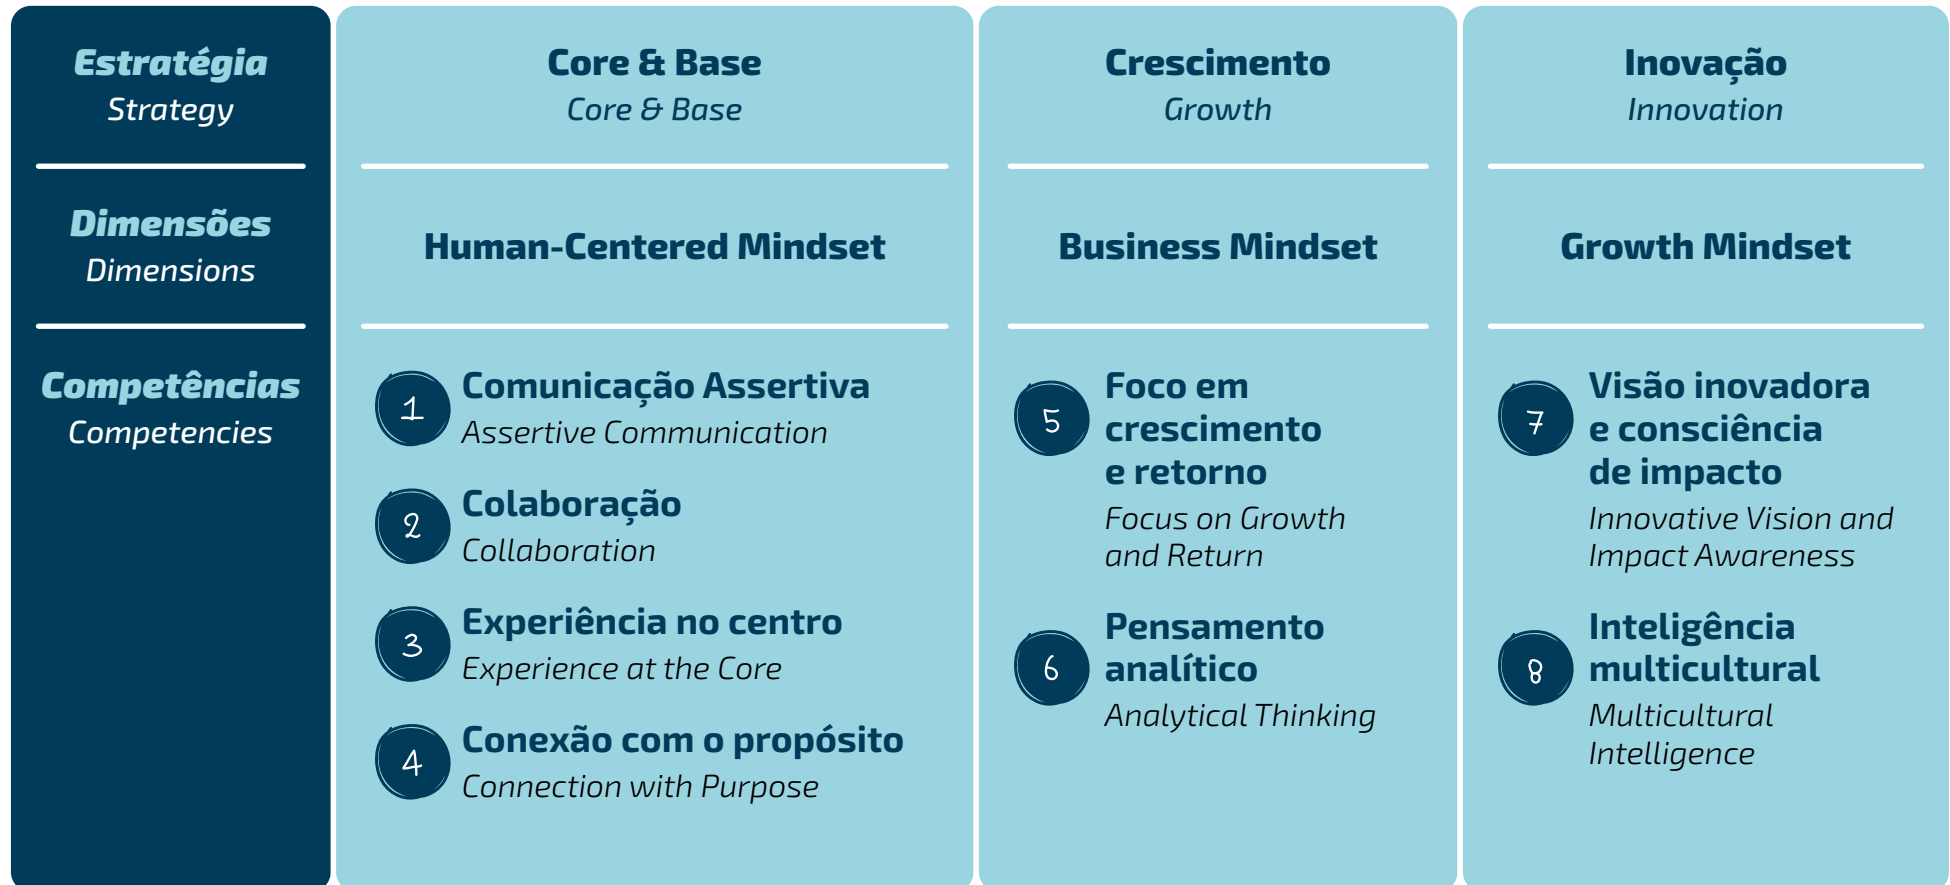 Estratégia
Strategy
Dimensões
Dimensions
Competências
Competencies
Core & Base
Core & Base
Human-Centered Mindset
1
Comunicação Assertiva
Assertive Communication
2
Colaboração
Collaboration
3
Experiência no centro
Experience at the Core
4
Conexão com o propósito
Connection with Purpose
Crescimento
Growth
Business Mindset
5
Foco em
crescimento
e retorno
Focus on Growth
and Return
6
Pensamento
analítico
Analytical Thinking
Inovação
Innovation
Growth Mindset
7
Visão inovadora
e consciência
de impacto
Innovative Vision and
Impact Awareness
8
Inteligência
multicultural
Multicultural
Intelligence